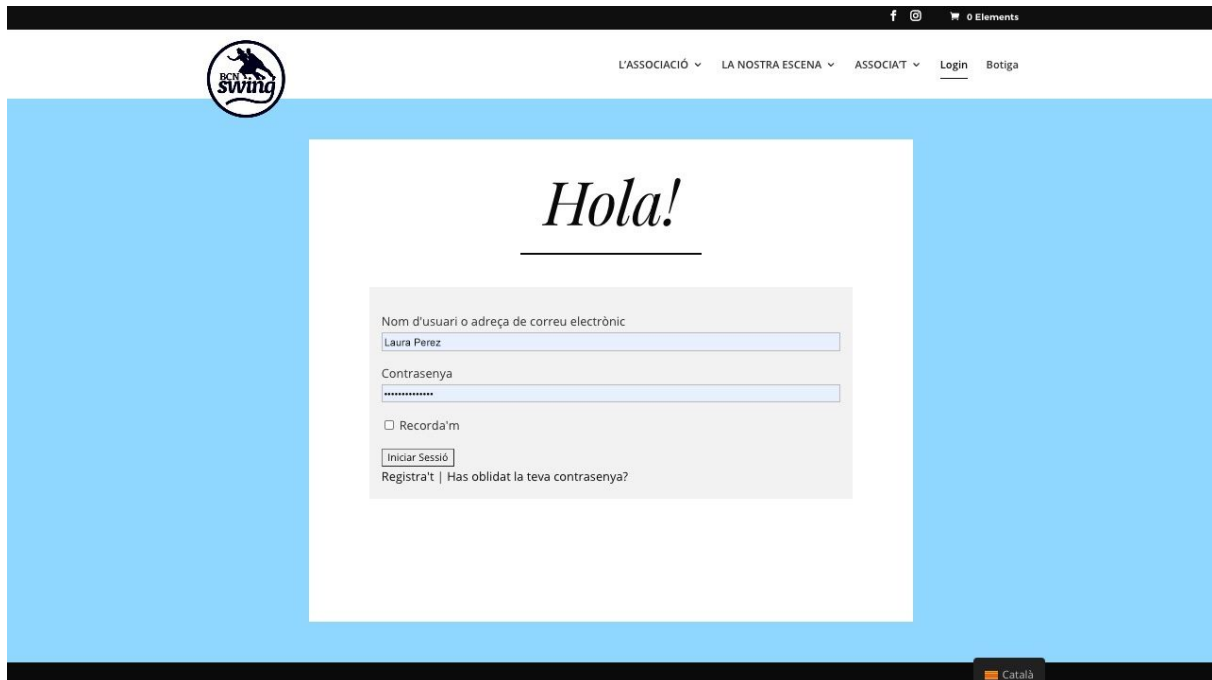 0 Elements
BCN
swing
L'ASSOCIACIÓ
LA NOSTRA ESCENA
ASSOCIA'T
Login
Botiga
Hola!
Nom d'usuari o adreça de correu electrònic
Laura Perez
Contrasenya
••••••••••••••
Recorda'm
Iniciar Sessió
Registra't | Has oblidat la teva contrasenya?
Català